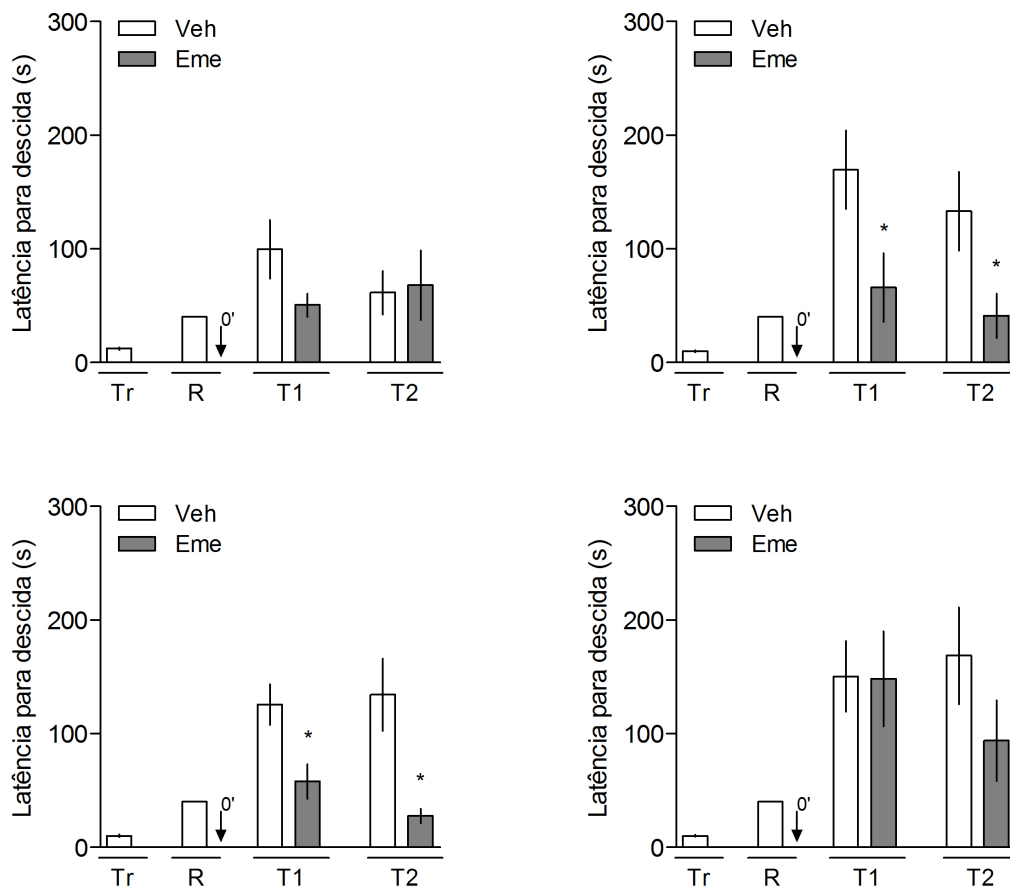 Latência para descida (s)
300
200
100
0
Veh
Eme
0'
Tr R T1 T2
Latência para descida (s)
300
200
100
0
Veh
Eme
*
*
0'
Tr R T1 T2
Latência para descida (s)
300
200
100
0
Veh
Eme
*
*
0'
Tr R T1 T2
Latência para descida (s)
300
200
100
0
Veh
Eme
0'
Tr R T1 T2